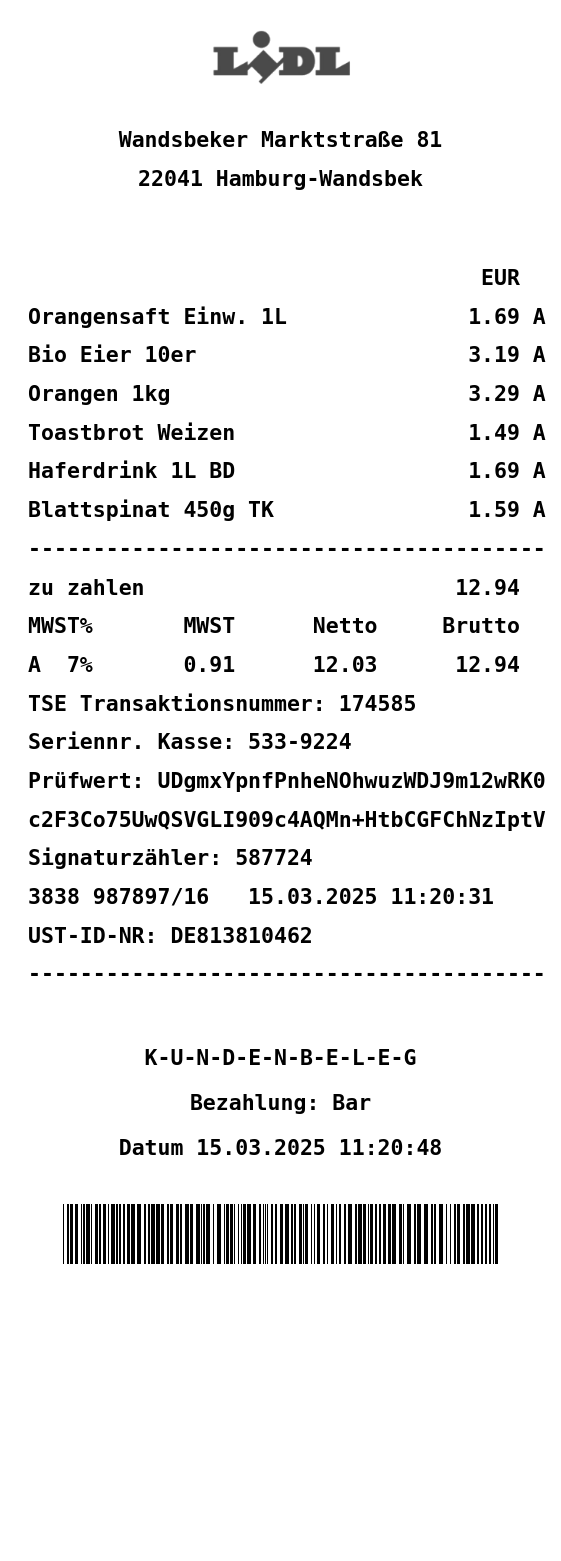 LIDL
Wandsbeker Marktstraße 81
22041 Hamburg-Wandsbek
EUR
Orangensaft Einw. 1L 1.69 A
Bio Eier 10er 3.19 A
Orangen 1kg 3.29 A
Toastbrot Weizen 1.49 A
Haferdrink 1L BD 1.69 A
Blattspinat 450g TK 1.59 A
----------------------------------------
zu zahlen 12.94
MWST% MWST Netto Brutto
A 7% 0.91 12.03 12.94
TSE Transaktionsnummer: 174585
Seriennr. Kasse: 533-9224
Prüfwert: UDgmxYpnfPnheNOhwuzWDJ9m12wRK0
c2F3Co75UwQSVGLI909c4AQMn+HtbCGFChNzIptV
Signaturzähler: 587724
3838 987897/16 15.03.2025 11:20:31
UST-ID-NR: DE813810462
----------------------------------------
K-U-N-D-E-N-B-E-L-E-G
Bezahlung: Bar
Datum 15.03.2025 11:20:48